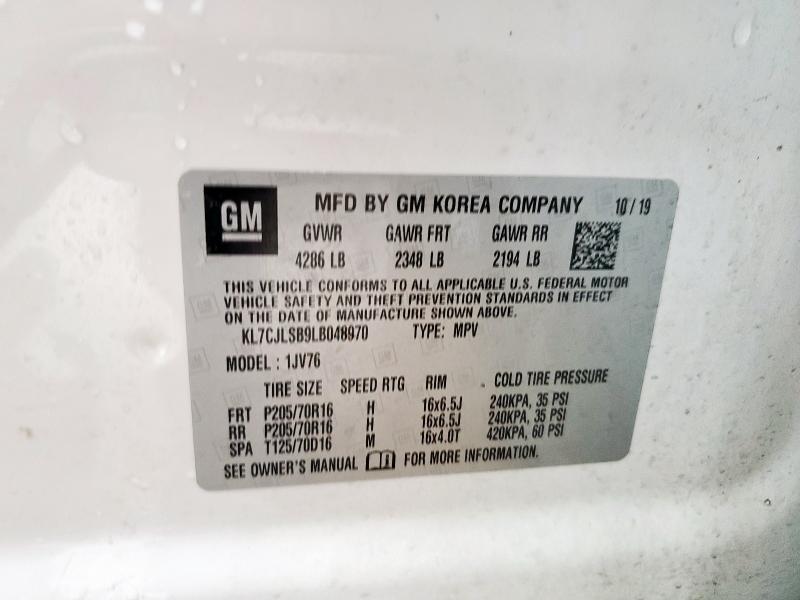 GM MFD BY GM KOREA COMPANY 10/19
GVWR GAWR FRT GAWR RR
4286 LB 2348 LB 2194 LB
THIS VEHICLE CONFORMS TO ALL APPLICABLE U.S. FEDERAL MOTOR
VEHICLE SAFETY AND THEFT PREVENTION STANDARDS IN EFFECT
ON THE DATE OF MANUFACTURE SHOWN ABOVE.
KL7CJLSB9LB048970 TYPE: MPV
MODEL : 1JV76
TIRE SIZE SPEED RTG RIM COLD TIRE PRESSURE
FRT P205/70R16 H 16x6.5J 240KPA, 35 PSI
RR P205/70R16 H 16x6.5J 240KPA, 35 PSI
SPA T125/70D16 M 16x4.0T 420KPA, 60 PSI
SEE OWNER'S MANUAL FOR MORE INFORMATION.